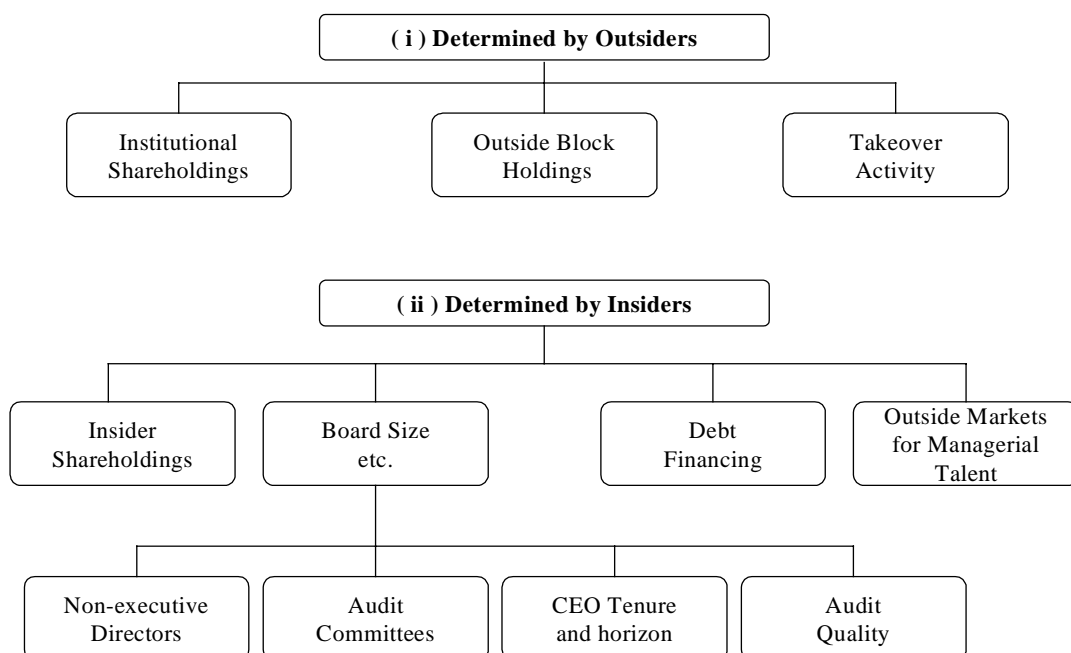 ( i ) Determined by Outsiders
Institutional
Shareholdings
Outside Block
Holdings
Takeover
Activity
( ii ) Determined by Insiders
Insider
Shareholdings
Board Size
etc.
Debt
Financing
Outside Markets
for Managerial
Talent
Non-executive
Directors
Audit
Committees
CEO Tenure
and horizon
Audit
Quality